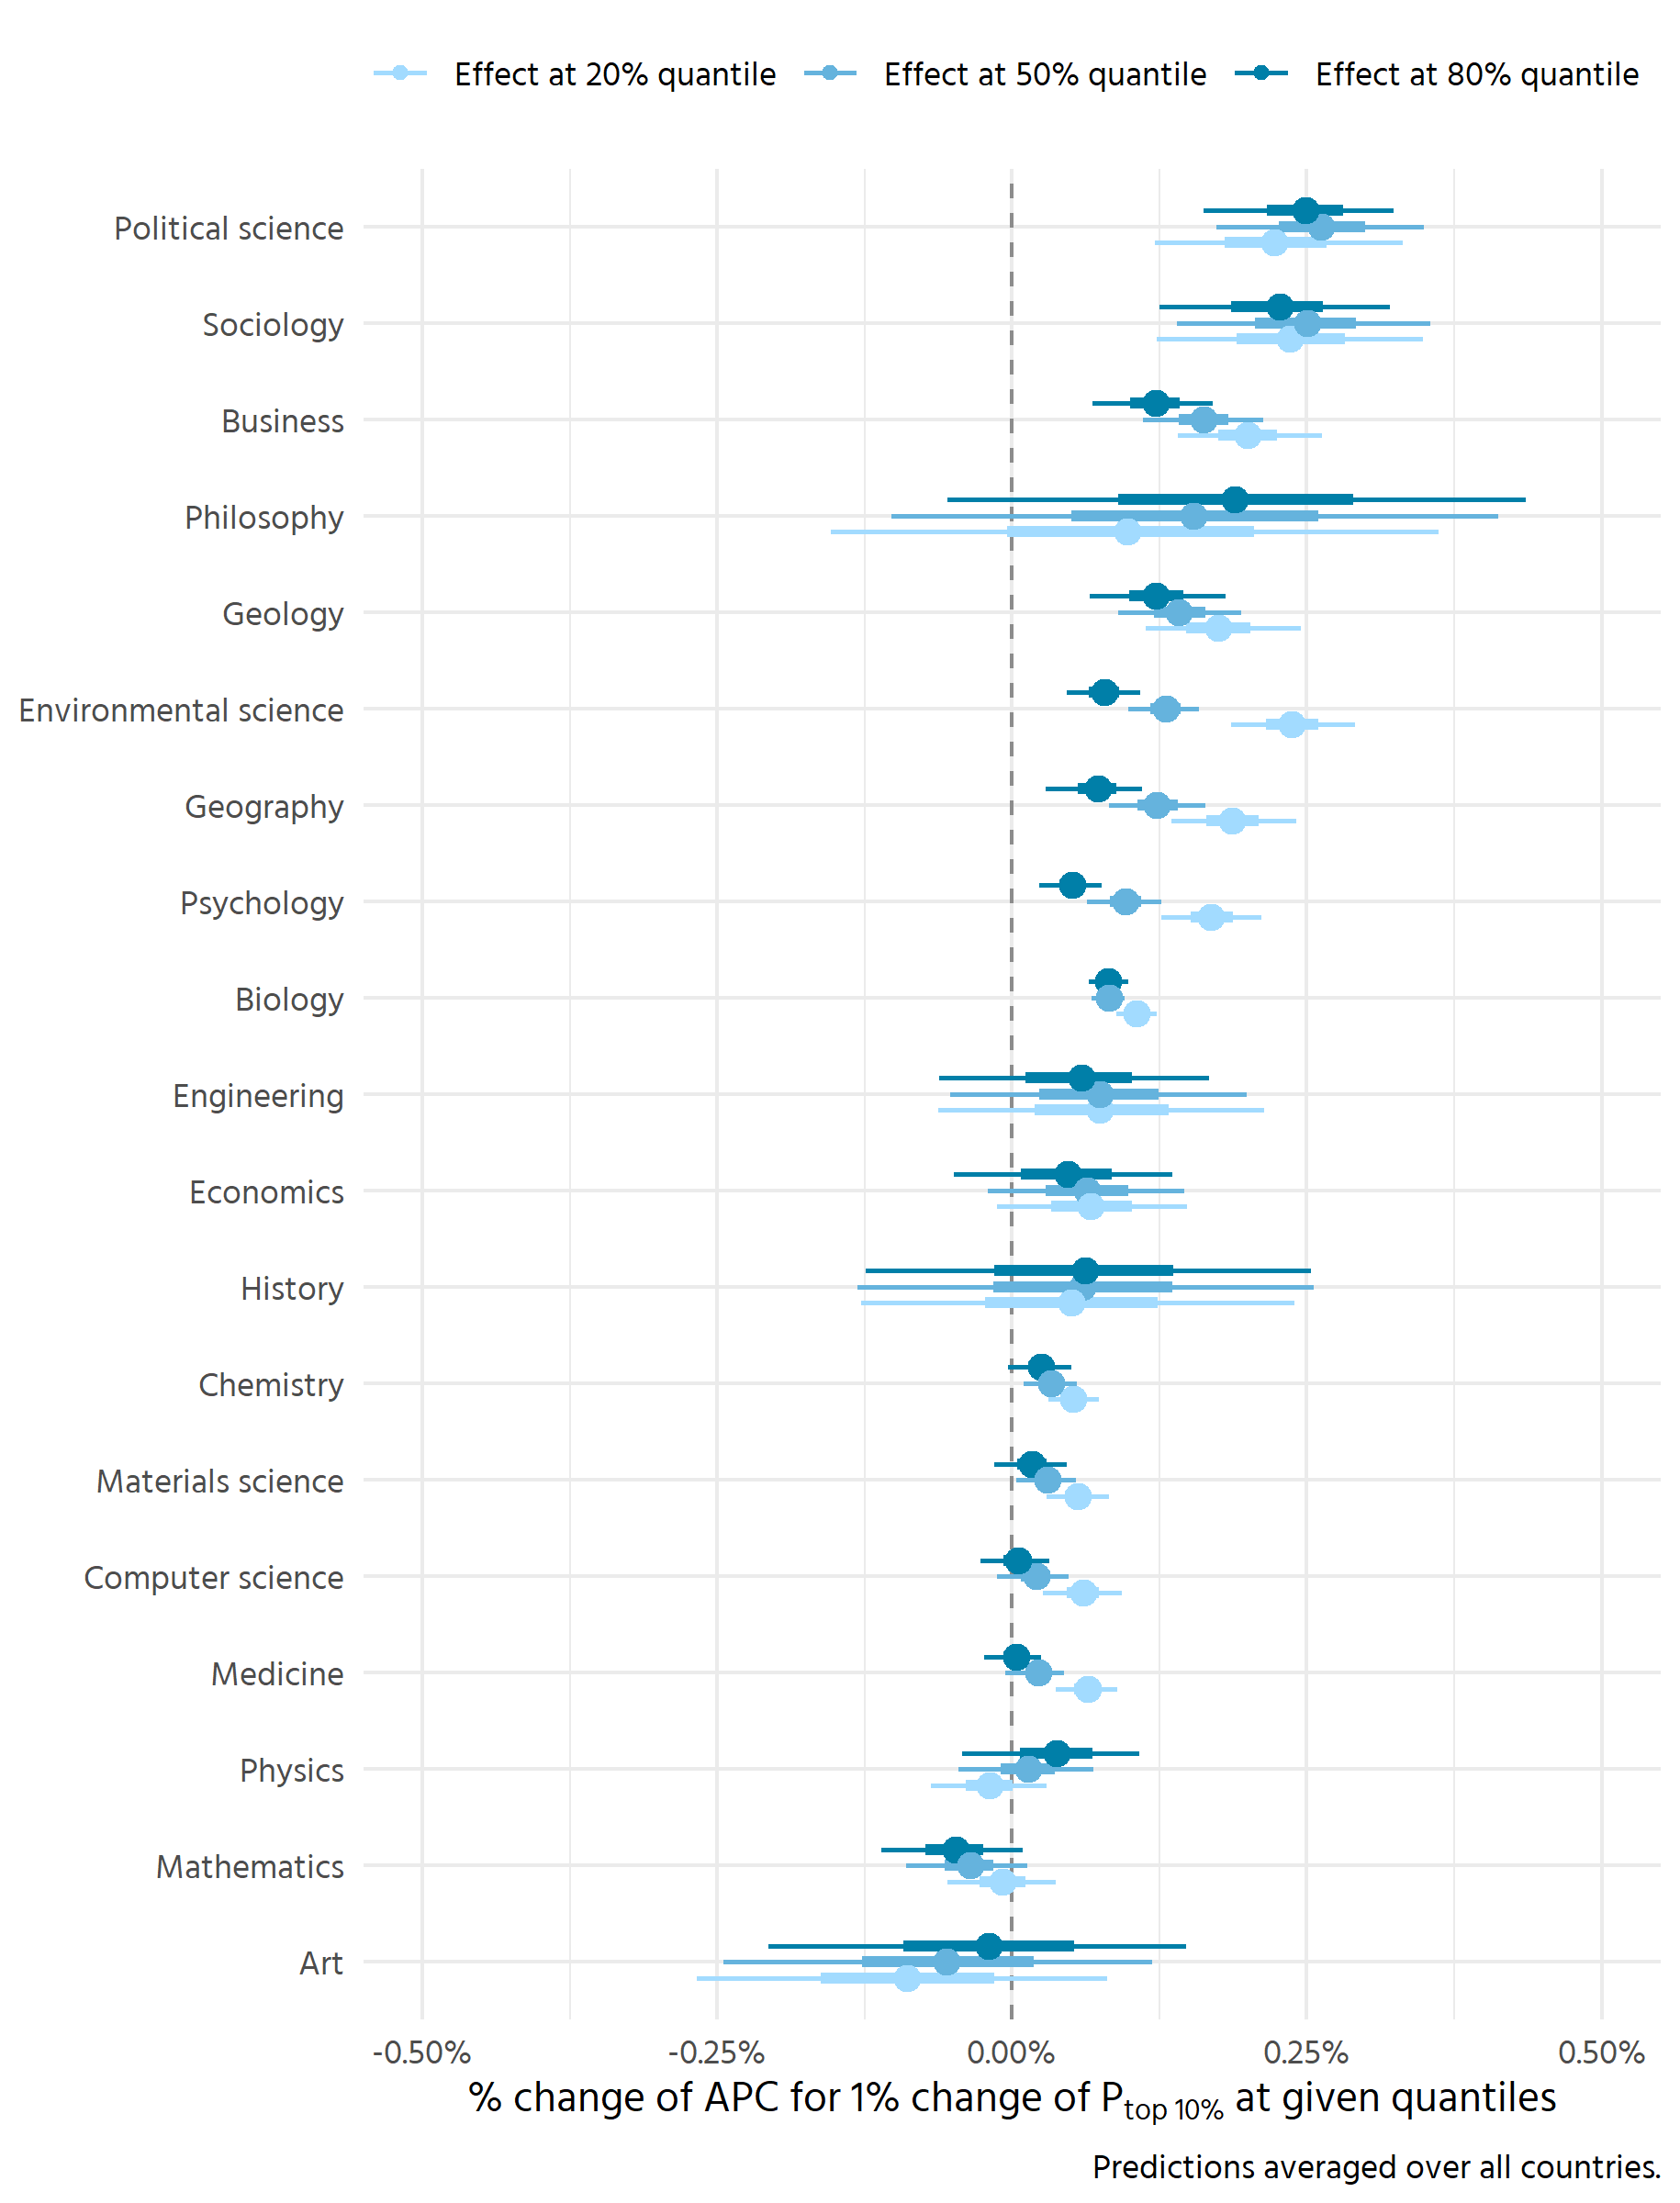 Effect at 20% quantile Effect at 50% quantile Effect at 80% quantile
Political science
Sociology
Business
Philosophy
Geology
Environmental science
Geography
Psychology
Biology
Engineering
Economics
History
Chemistry
Materials science
Computer science
Medicine
Physics
Mathematics
Art
-0.50% -0.25% 0.00% 0.25% 0.50%
% change of APC for 1% change of P top 10% at given quantiles
Predictions averaged over all countries.